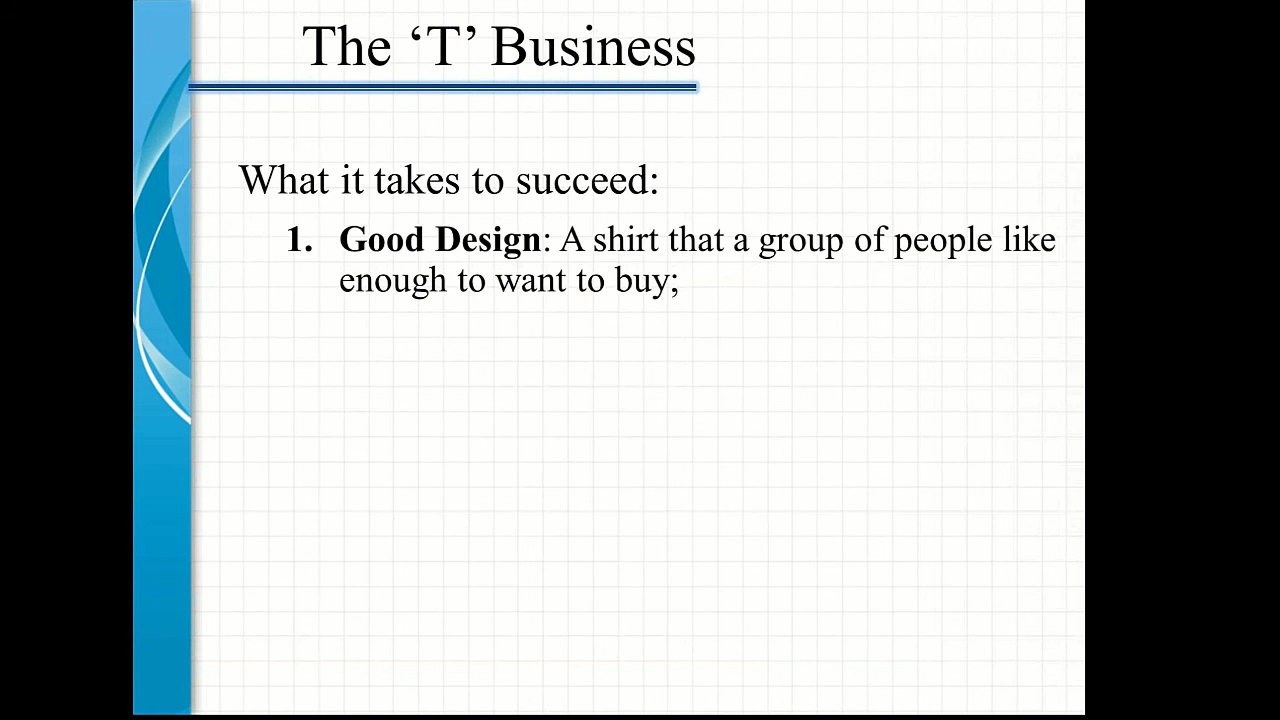 The ‘T’ Business
What it takes to succeed:
1. Good Design: A shirt that a group of people like
enough to want to buy;